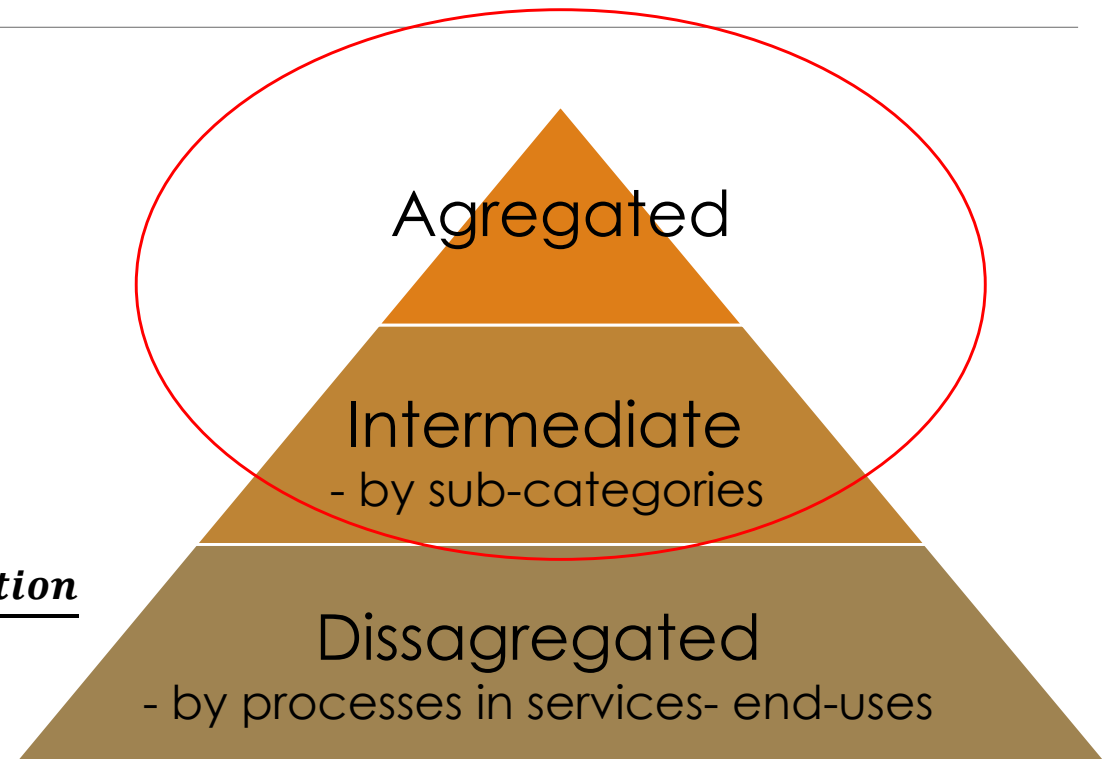 Agregated
Intermediate
- by sub-categories
tion
Dissagregated
- by processes in services- end-uses